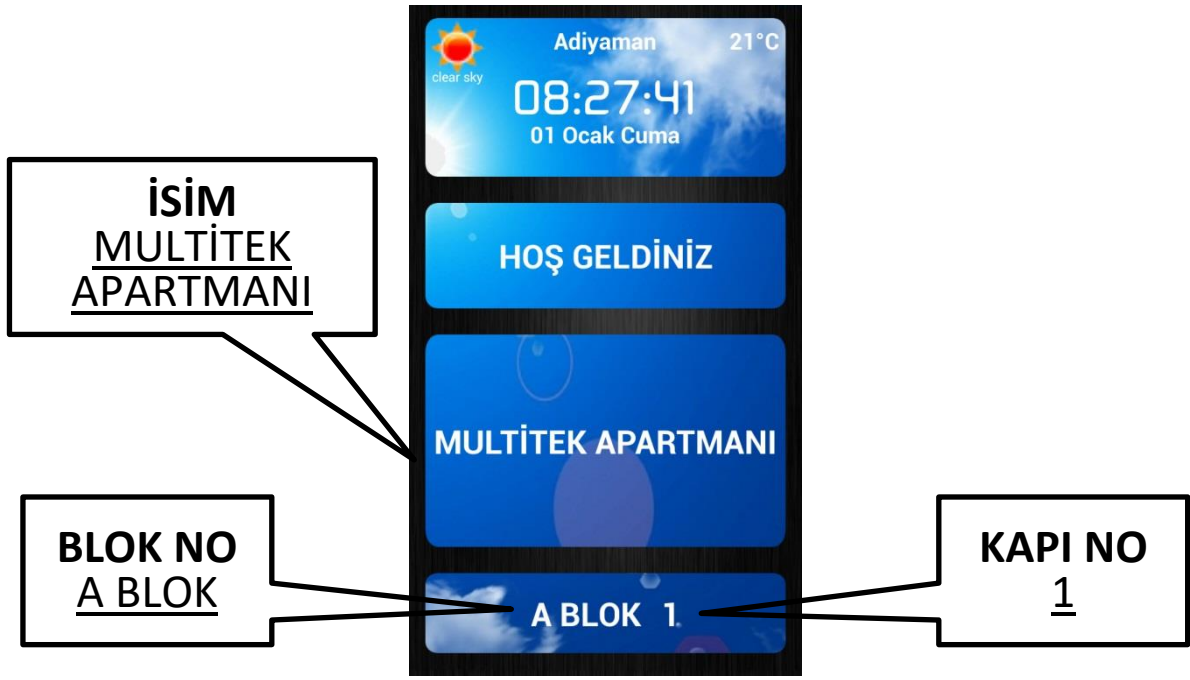 Adiyaman
21°C
clear sky
08:27:41
01 Ocak Cuma
İSİM
MULTİTEK
APARTMANI
HOŞ GELDİNİZ
MULTİTEK APARTMANI
BLOK NO
A BLOK
A BLOK 1
KAPI NO
1